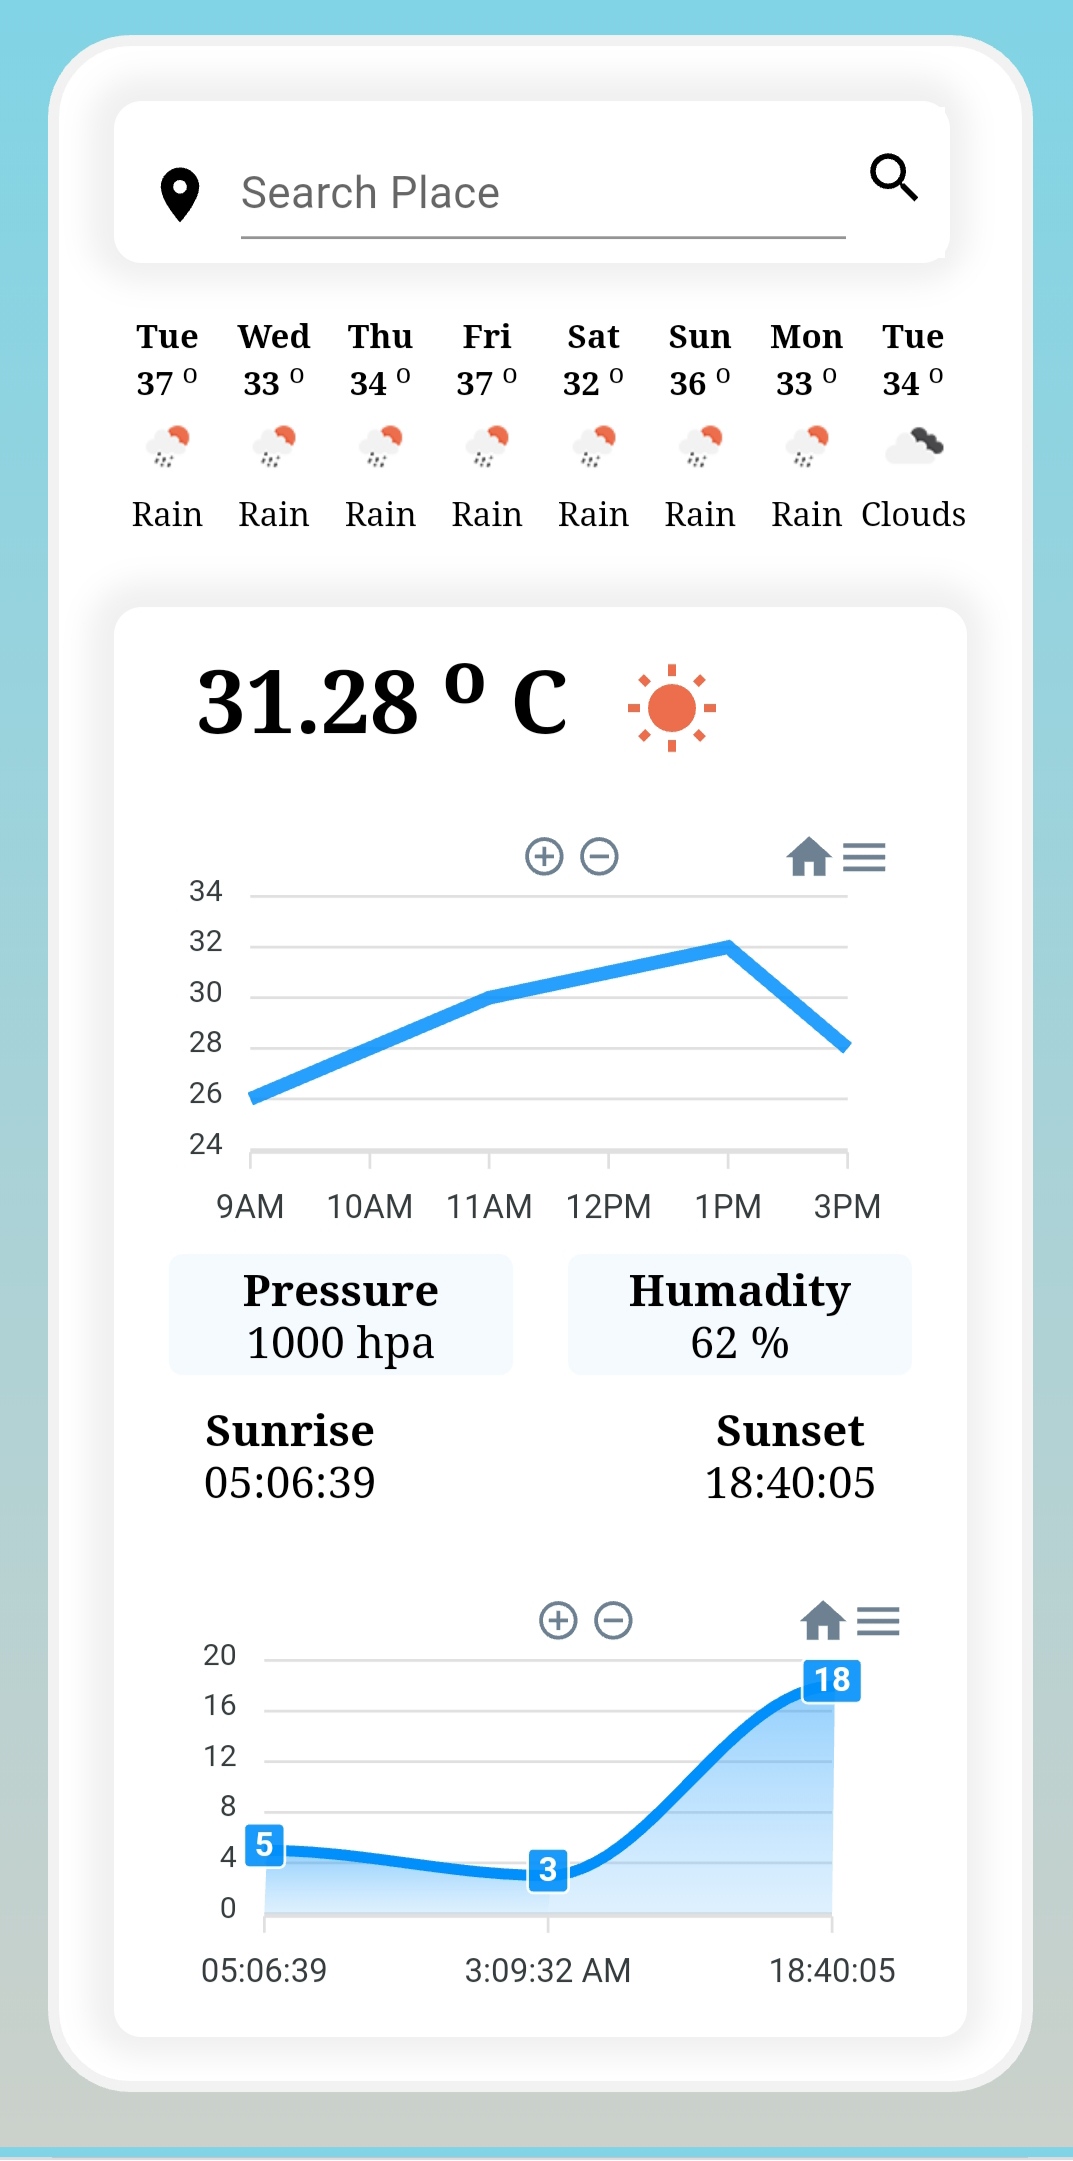 Search Place
Tue Wed Thu Fri Sat Sun Mon Tue
37 o 33 o 34 o 37 o 32 o 36 o 33 o 34 o
Rain Rain Rain Rain Rain Rain Rain Clouds
31.28 o C
34
32
30
28
26
24
9AM 10AM 11AM 12PM 1PM 3PM
Pressure Humadity
1000 hpa 62 %
Sunrise Sunset
05:06:39 18:40:05
20
18
16
12
8
5
4
3
0
05:06:39 3:09:32 AM 18:40:05